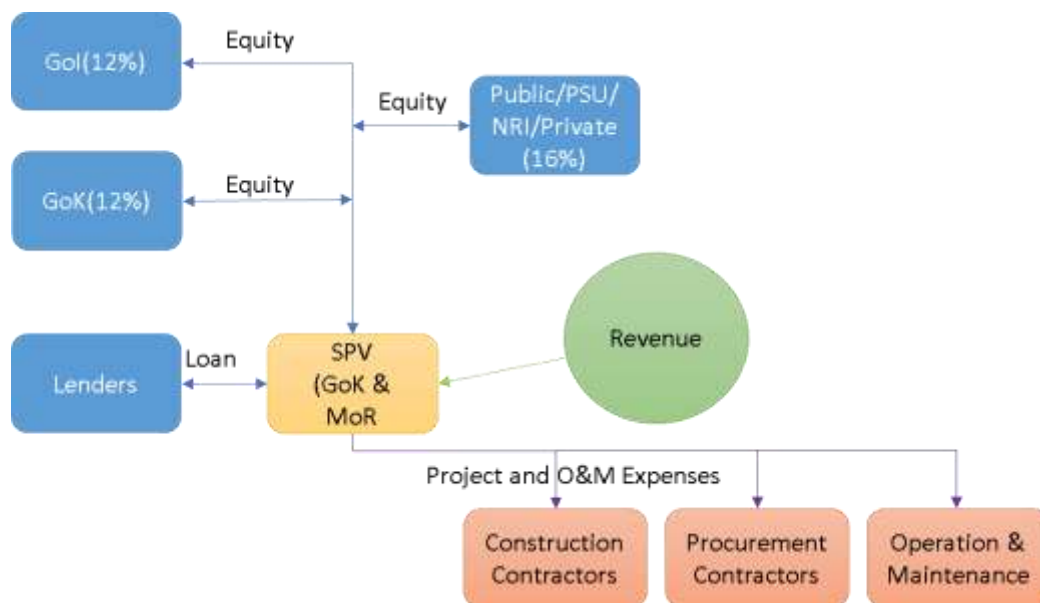 GoI(12%)
Equity
Equity
Public/PSU/
NRI/Private
(16%)
GoK(12%)
Equity
Lenders
Loan
SPV
(GoK &
MoR
Revenue
Project and O&M Expenses
Construction
Contractors
Procurement
Contractors
Operation &
Maintenance